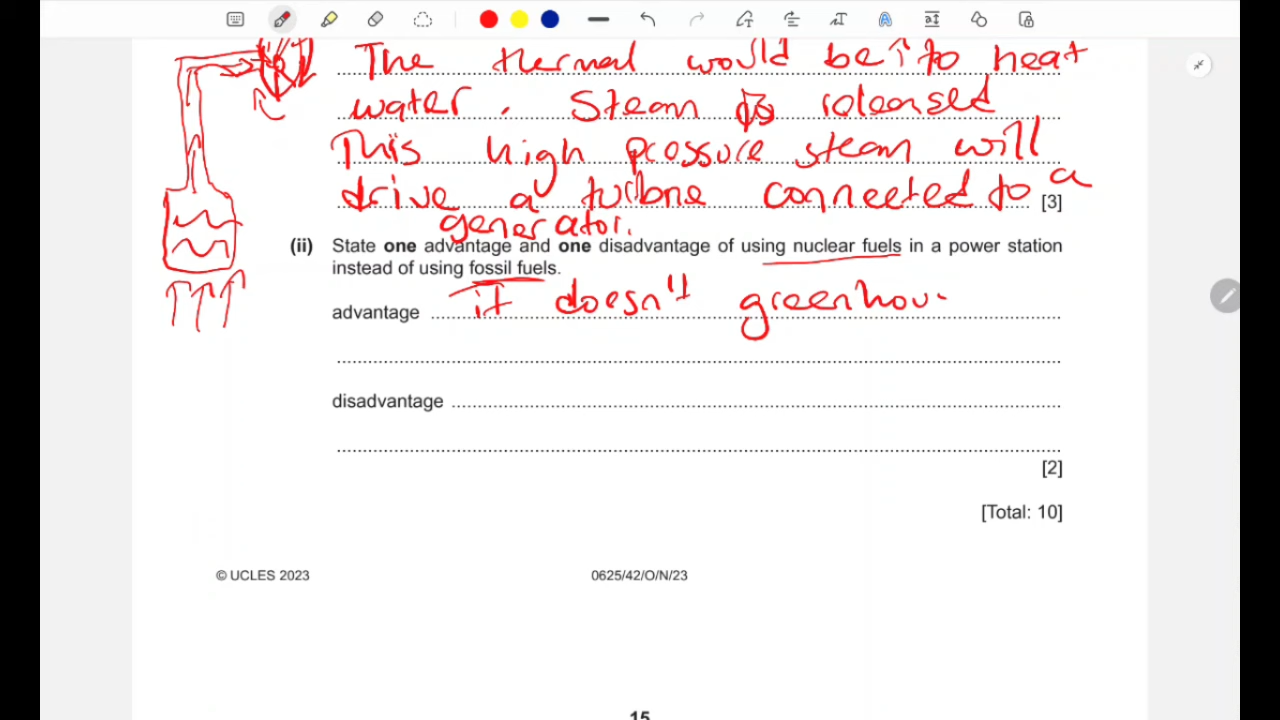 The thermal would be to heat
water. Steam is released
This high pressure steam will
drive a turbine connected to a
generator. [3]
(ii) State one advantage and one disadvantage of using nuclear fuels in a power station
instead of using fossil fuels.
advantage it doesn't greenhou
disadvantage
[2]
[Total: 10]
© UCLES 2023 0625/42/O/N/23
15